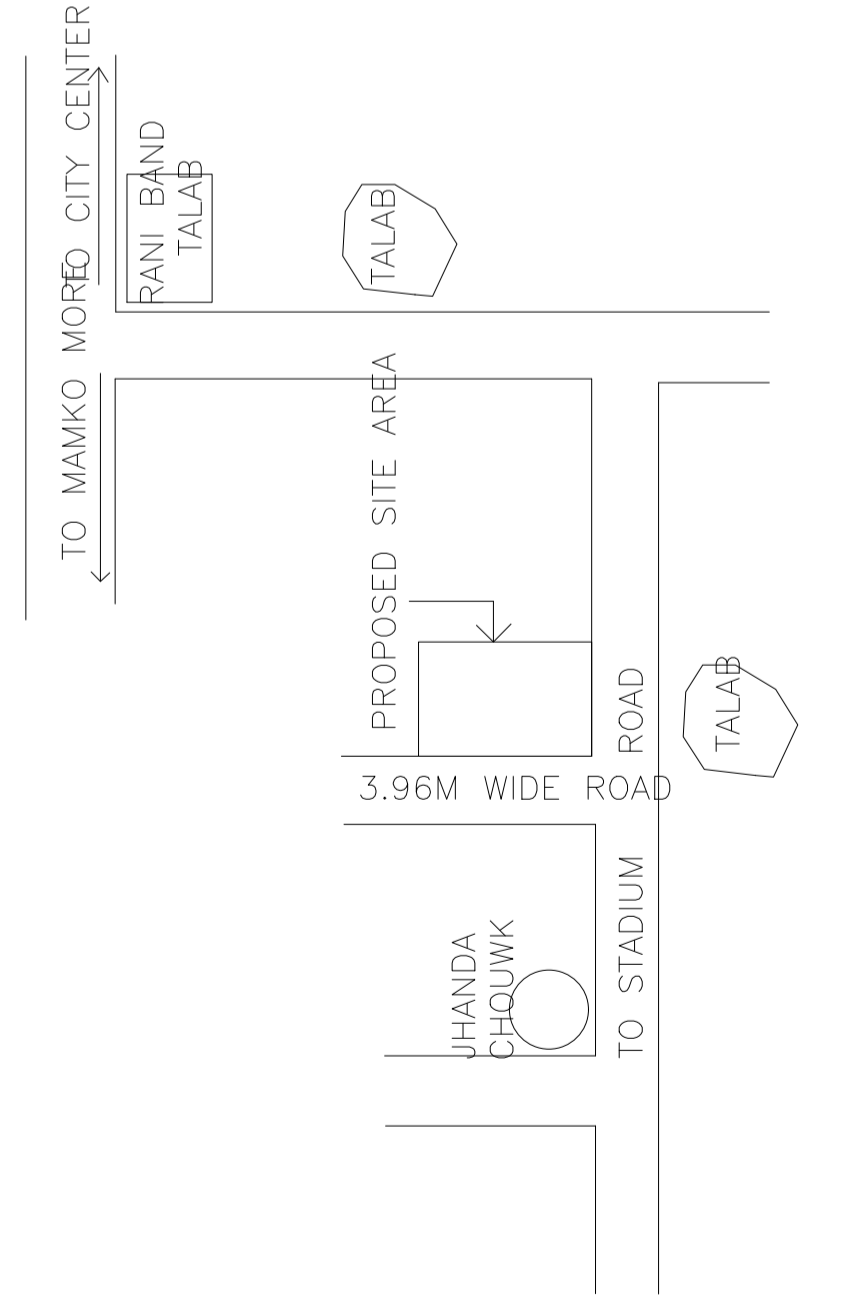 TO CITY CENTER
TO MAMKO MORE
RANI BAND
TALAB
TALAB
PROPOSED SITE AREA
TALAB
3.96M WIDE ROAD
TO STADIUM ROAD
JHANDA
CHOUWK